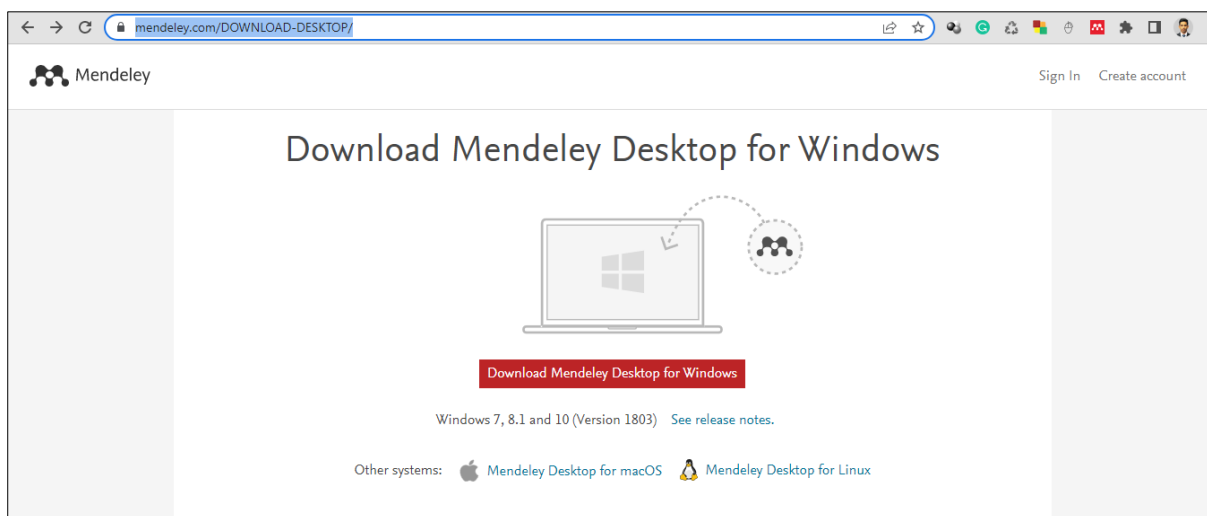 mendeley.com/DOWNLOAD-DESKTOP/
Mendeley
Sign In Create account
Download Mendeley Desktop for Windows
Download Mendeley Desktop for Windows
Windows 7, 8.1 and 10 (Version 1803) See release notes.
Other systems: Mendeley Desktop for macOS Mendeley Desktop for Linux